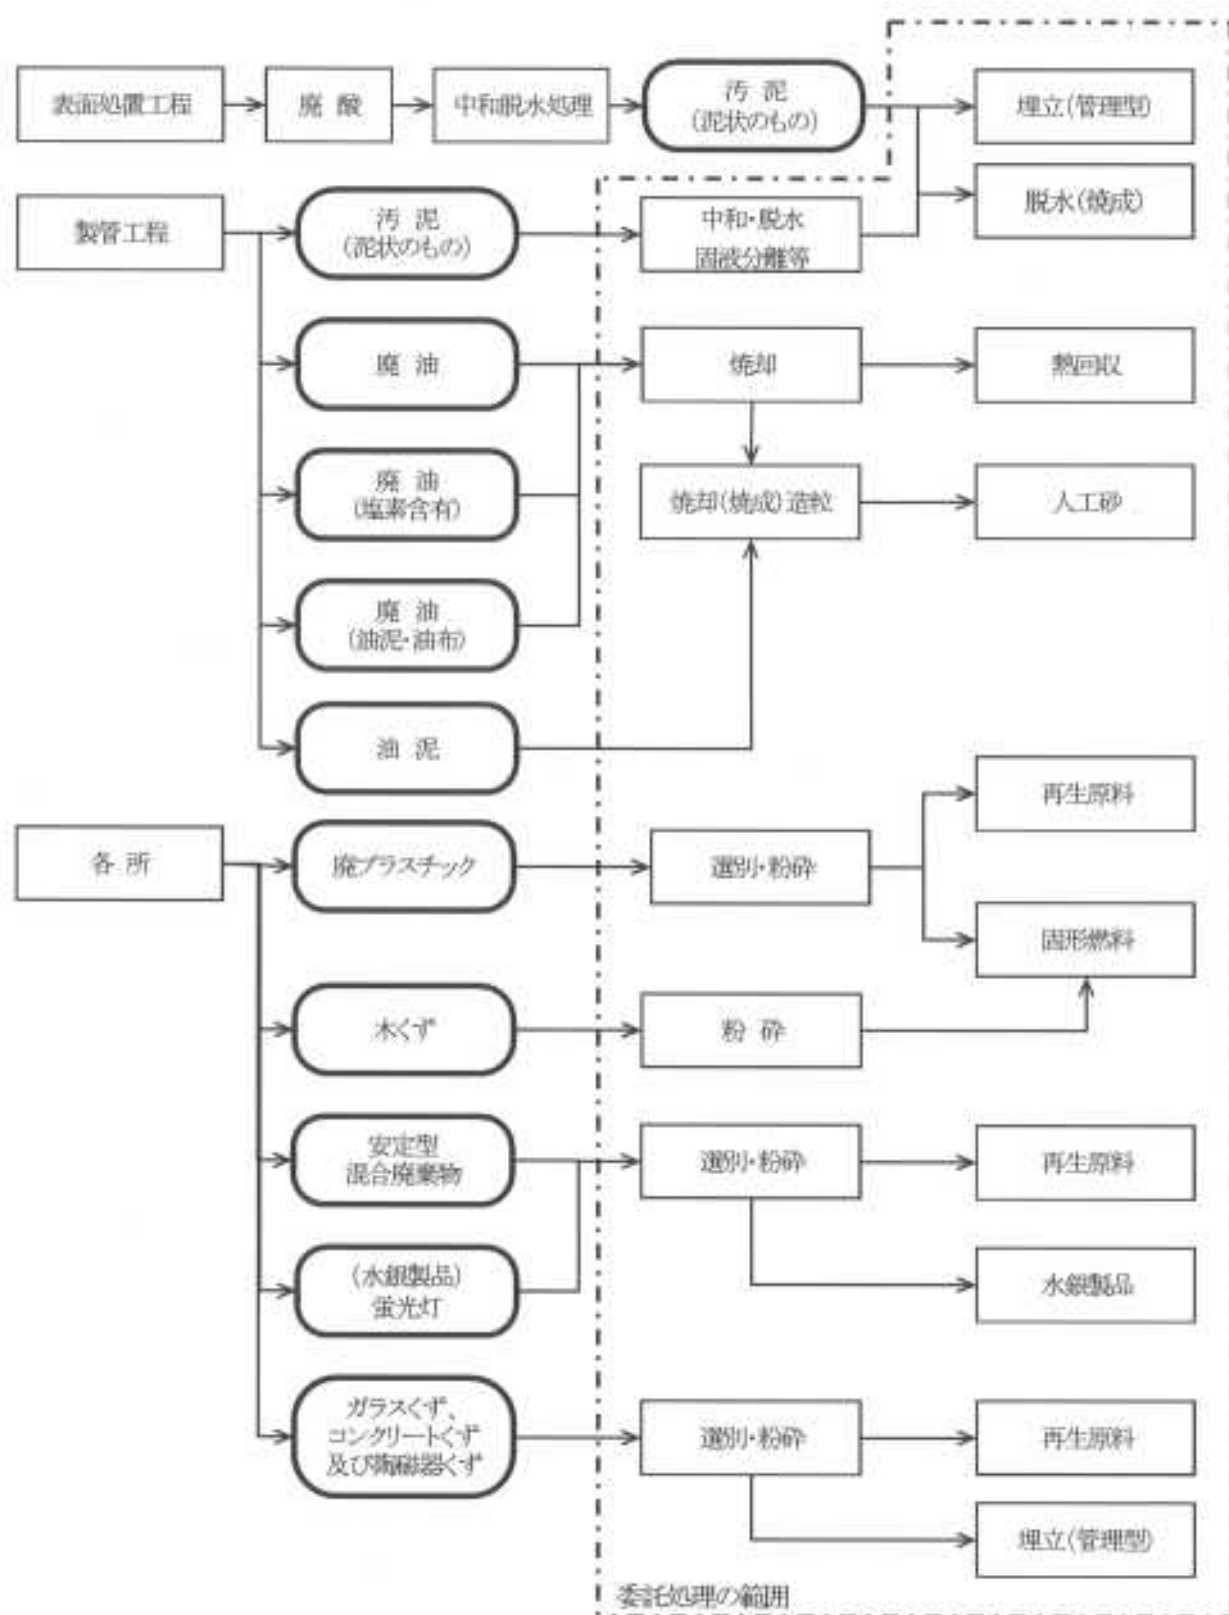 表面処置工程
廃 酸
中和脱水処理
汚 泥
(泥状のもの)
埋立(管理型)
脱水(焼成)
製管工程
汚 泥
(泥状のもの)
中和・脱水
固液分離等
廃 油
焼却
熱回収
廃 油
(塩素含有)
焼却(焼成)造粒
人工砂
廃 油
(油泥・油布)
油 泥
各 所
廃プラスチック
選別・粉砕
再生原料
固形燃料
木くず
粉 砕
安定型
混合廃棄物
選別・粉砕
再生原料
(水銀製品)
蛍光灯
水銀製品
ガラスくず、
コンクリートくず
及び陶磁器くず
選別・粉砕
再生原料
埋立(管理型)
委託処理の範囲